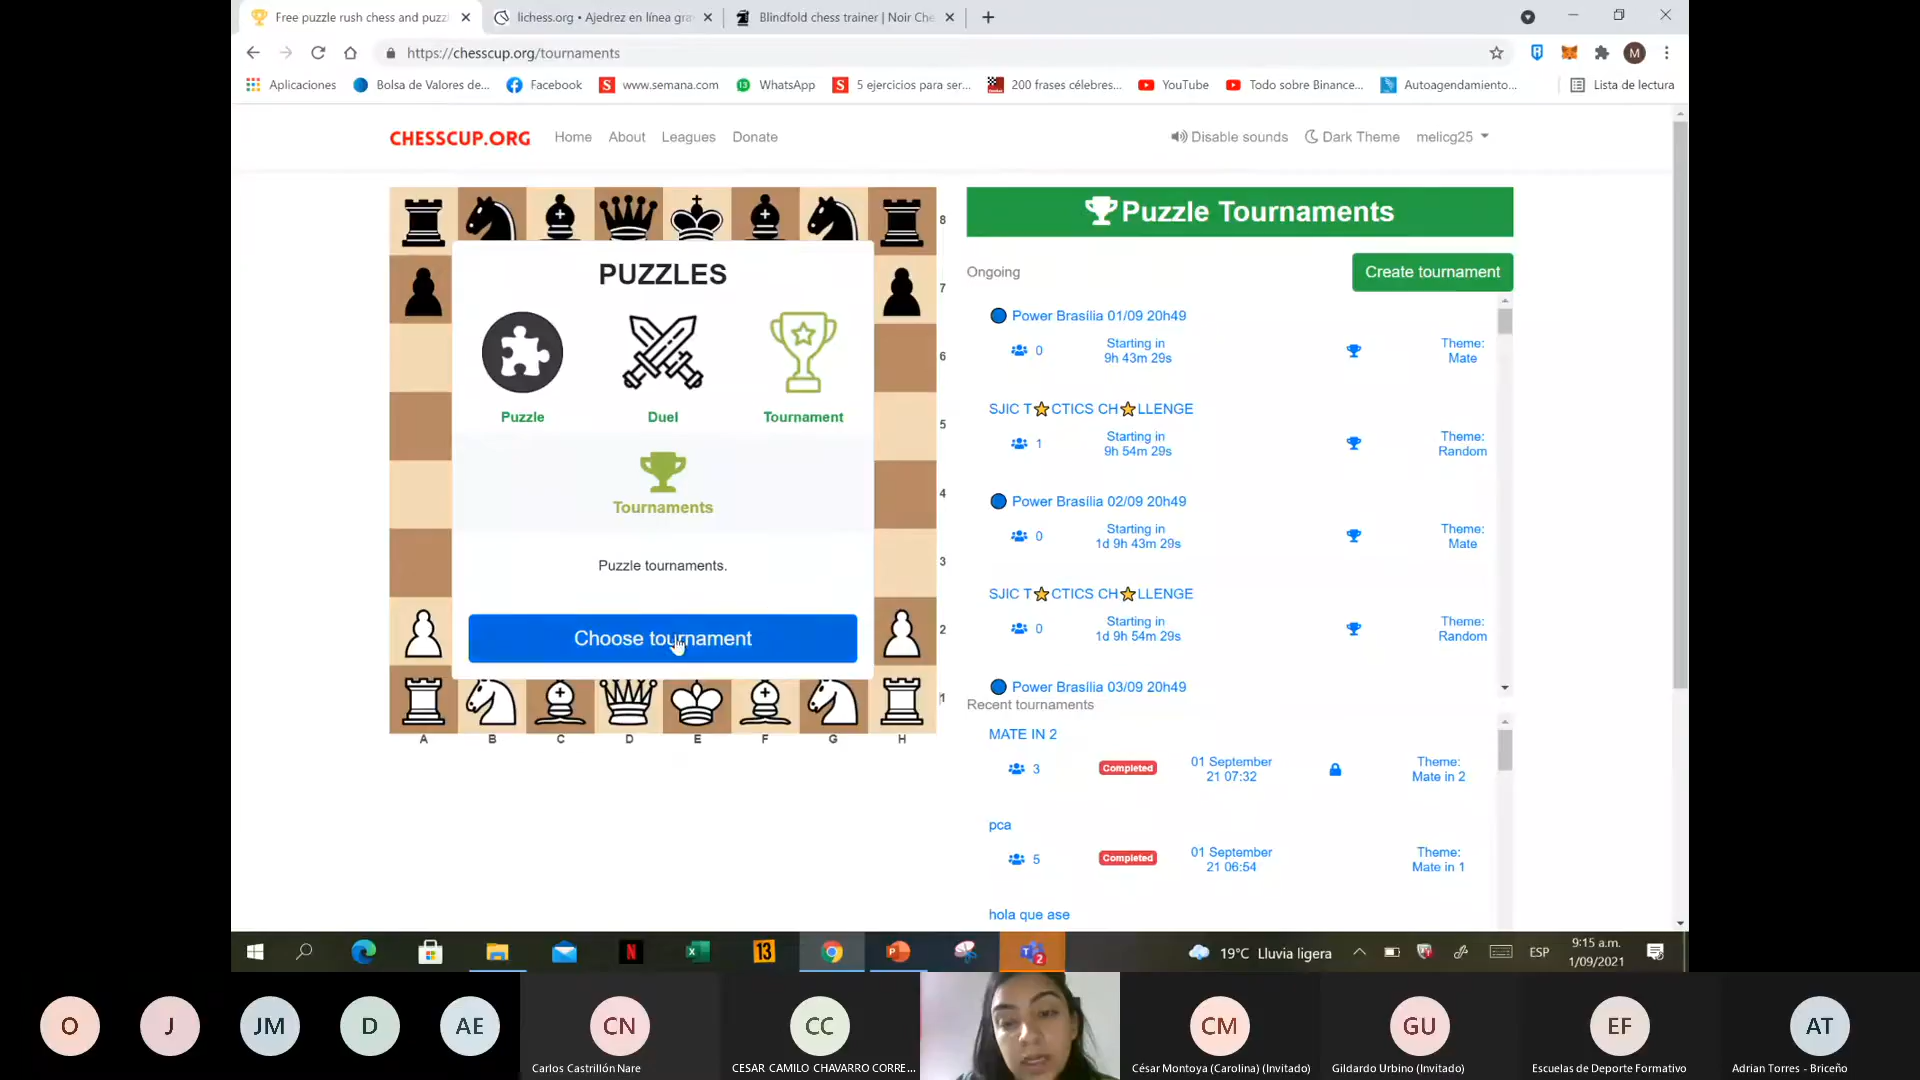 Free puzzle rush chess and puzzl
lichess.org • Ajedrez en línea gra
Blindfold chess trainer | Noir Che
https://chesscup.org/tournaments
M
Aplicaciones
Bolsa de Valores de...
Facebook
www.semana.com
WhatsApp
5 ejercicios para ser...
200 frases célebres...
YouTube
Todo sobre Binance...
Autoagendamiento...
Lista de lectura
CHESSCUP.ORG
Home
About
Leagues
Donate
Disable sounds
Dark Theme
melicg25
8
7
6
5
4
3
2
1
A B C D E F G H
PUZZLES
Puzzle
Duel
Tournament
Tournaments
Puzzle tournaments.
Choose tournament
Puzzle Tournaments
Ongoing
Create tournament
Power Brasília 01/09 20h49
0
Starting in
9h 43m 29s
Theme:
Mate
SJIC T⭐CTICS CH⭐LLENGE
1
Starting in
9h 54m 29s
Theme:
Random
Power Brasília 02/09 20h49
0
Starting in
1d 9h 43m 29s
Theme:
Mate
SJIC T⭐CTICS CH⭐LLENGE
0
Starting in
1d 9h 54m 29s
Theme:
Random
Power Brasília 03/09 20h49
Recent tournaments
MATE IN 2
3
Completed
01 September
21 07:32
Theme:
Mate in 2
pca
5
Completed
01 September
21 06:54
Theme:
Mate in 1
hola que ase
13
2
19°C Lluvia ligera
ESP
9:15 a.m.
1/09/2021
O
J
JM
D
AE
CN
Carlos Castrillón Nare
CC
CESAR CAMILO CHAVARRO CORRE...
CM
César Montoya (Carolina) (Invitado)
GU
Gildardo Urbino (Invitado)
EF
Escuelas de Deporte Formativo
AT
Adrian Torres - Briceño